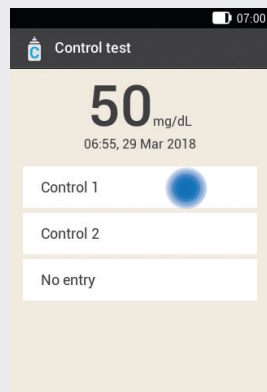 07:00
C Control test
50 mg/dL
06:55, 29 Mar 2018
Control 1
Control 2
No entry